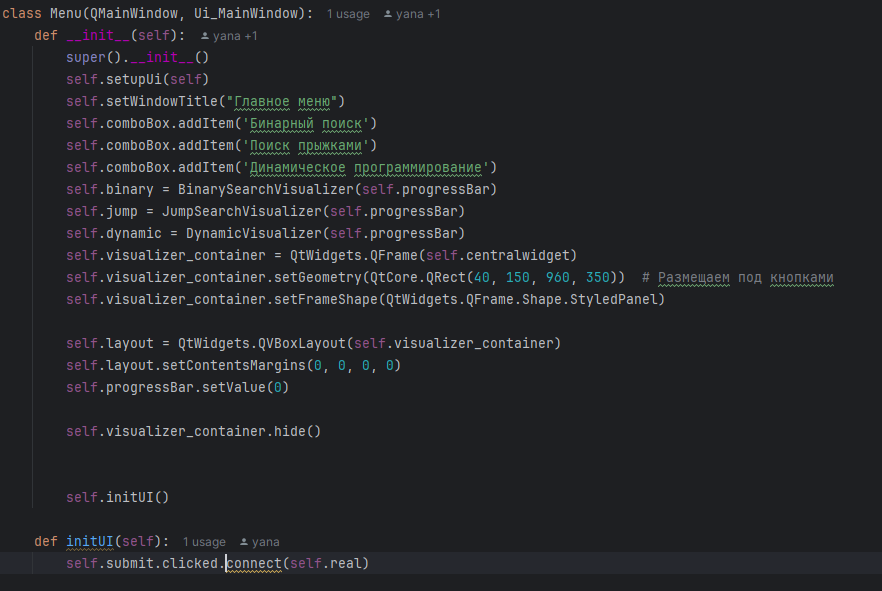 class Menu(QMainWindow, Ui_MainWindow): 1 usage yana +1
    def __init__(self): yana +1
        super().__init__()
        self.setupUi(self)
        self.setWindowTitle("Главное меню")
        self.comboBox.addItem('Бинарный поиск')
        self.comboBox.addItem('Поиск прыжками')
        self.comboBox.addItem('Динамическое программирование')
        self.binary = BinarySearchVisualizer(self.progressBar)
        self.jump = JumpSearchVisualizer(self.progressBar)
        self.dynamic = DynamicVisualizer(self.progressBar)
        self.visualizer_container = QtWidgets.QFrame(self.centralwidget)
        self.visualizer_container.setGeometry(QtCore.QRect(40, 150, 960, 350))  # Размещаем под кнопками
        self.visualizer_container.setFrameShape(QtWidgets.QFrame.Shape.StyledPanel)
        self.layout = QtWidgets.QVBoxLayout(self.visualizer_container)
        self.layout.setContentsMargins(0, 0, 0, 0)
        self.progressBar.setValue(0)
        self.visualizer_container.hide()
        self.initUI()
    def initUI(self): 1 usage yana
        self.submit.clicked.connect(self.real)